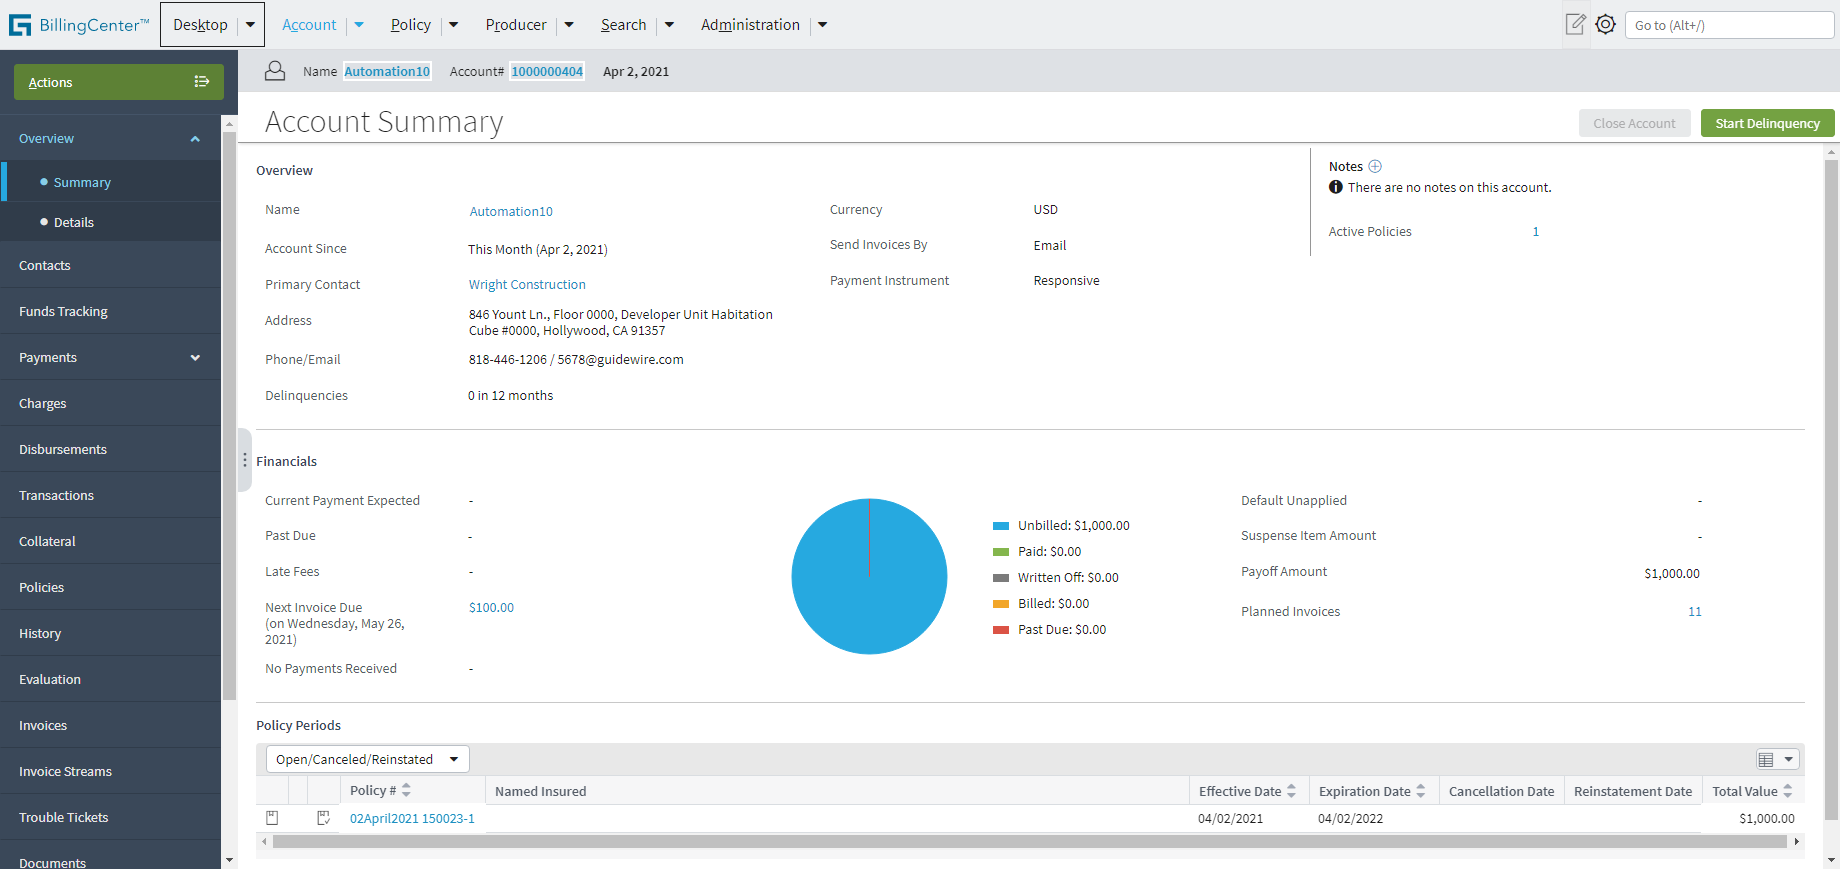 BillingCenter™
Desktop
Account
Policy
Producer
Search
Administration
Go to (Alt+/)
Actions
Name Automation10 Account# 1000000404 Apr 2, 2021
Account Summary
Close Account
Start Delinquency
Overview
Summary
Details
Contacts
Funds Tracking
Payments
Charges
Disbursements
Transactions
Collateral
Policies
History
Evaluation
Invoices
Invoice Streams
Trouble Tickets
Documents
Overview
Name Automation10
Account Since This Month (Apr 2, 2021)
Primary Contact Wright Construction
Address 846 Yount Ln., Floor 0000, Developer Unit Habitation
Cube #0000, Hollywood, CA 91357
Phone/Email 818-446-1206 / 5678@guidewire.com
Delinquencies 0 in 12 months
Currency USD
Send Invoices By Email
Payment Instrument Responsive
Notes
There are no notes on this account.
Active Policies 1
Financials
Current Payment Expected -
Past Due -
Late Fees -
Next Invoice Due $100.00
(on Wednesday, May 26,
2021)
No Payments Received -
Unbilled: $1,000.00
Paid: $0.00
Written Off: $0.00
Billed: $0.00
Past Due: $0.00
Default Unapplied -
Suspense Item Amount -
Payoff Amount $1,000.00
Planned Invoices 11
Policy Periods
Open/Canceled/Reinstated
Policy # Named Insured Effective Date Expiration Date Cancellation Date Reinstatement Date Total Value
02April2021 150023-1 04/02/2021 04/02/2022 $1,000.00